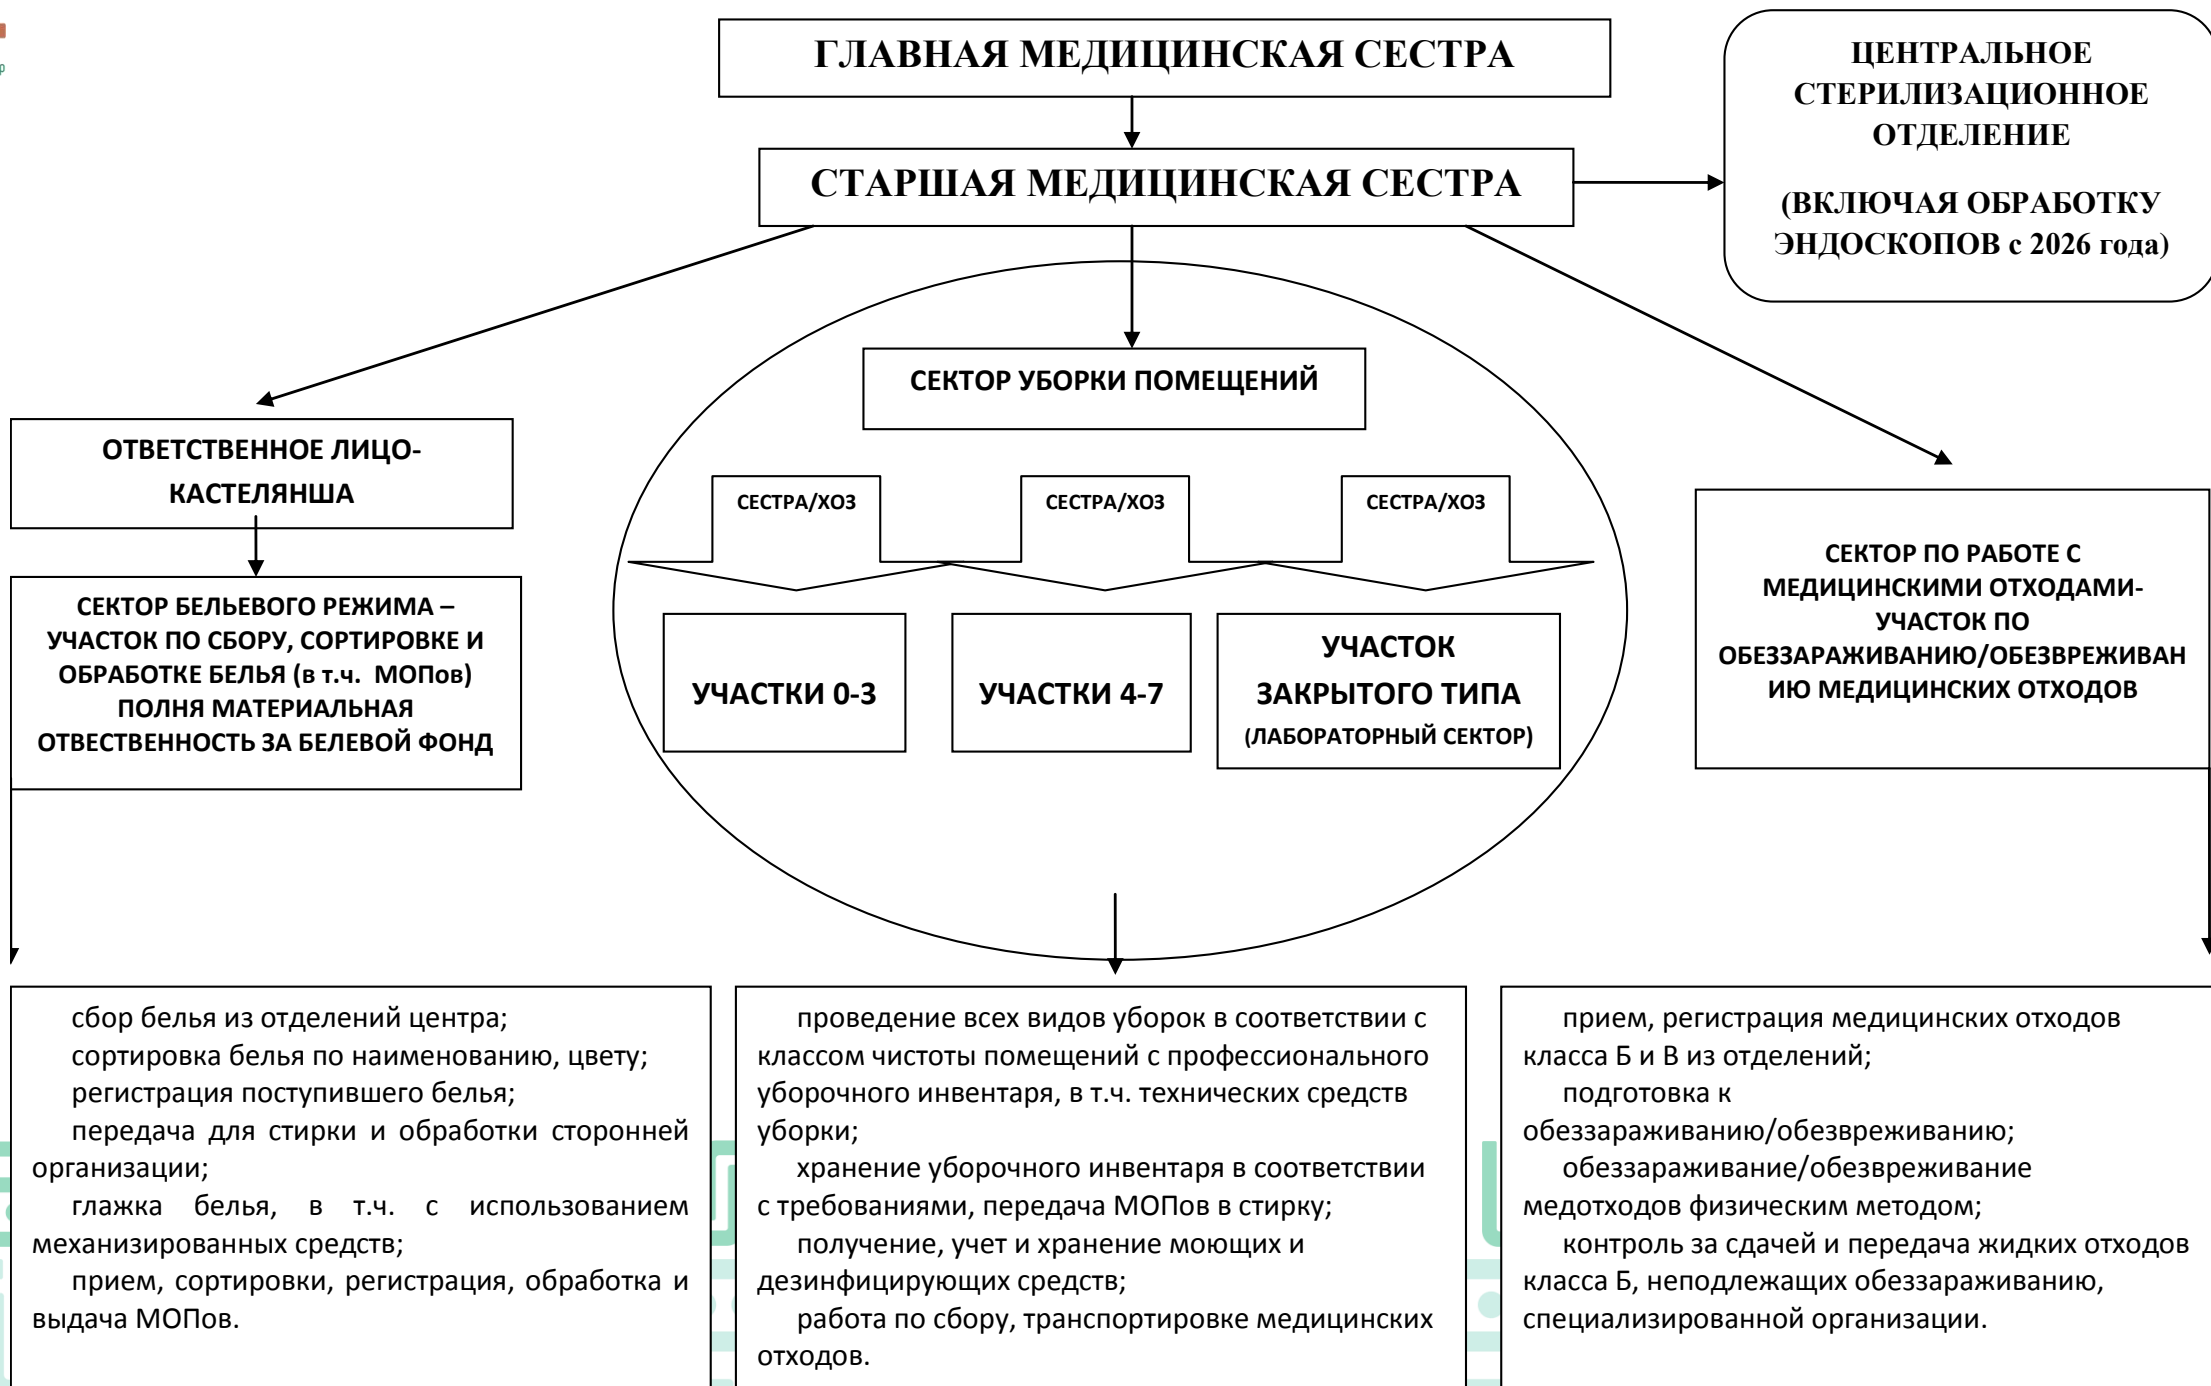 ГЛАВНАЯ МЕДИЦИНСКАЯ СЕСТРА
ЦЕНТРАЛЬНОЕ
СТЕРИЛИЗАЦИОННОЕ
ОТДЕЛЕНИЕ
(ВКЛЮЧАЯ ОБРАБОТКУ
ЭНДОСКОПОВ с 2026 года)
СТАРШАЯ МЕДИЦИНСКАЯ СЕСТРА
ОТВЕТСТВЕННОЕ ЛИЦО-
КАСТЕЛЯНША
СЕКТОР БЕЛЬЕВОГО РЕЖИМА –
УЧАСТОК ПО СБОРУ, СОРТИРОВКЕ И
ОБРАБОТКЕ БЕЛЬЯ (в т.ч. МОПов)
ПОЛНЯ МАТЕРИАЛЬНАЯ
ОТВЕСТВЕННОСТЬ ЗА БЕЛЕВОЙ ФОНД
СЕКТОР УБОРКИ ПОМЕЩЕНИЙ
СЕСТРА/ХОЗ
СЕСТРА/ХОЗ
СЕСТРА/ХОЗ
УЧАСТКИ 0-3
УЧАСТКИ 4-7
УЧАСТОК
ЗАКРЫТОГО ТИПА
(ЛАБОРАТОРНЫЙ СЕКТОР)
СЕКТОР ПО РАБОТЕ С
МЕДИЦИНСКИМИ ОТХОДАМИ-
УЧАСТОК ПО
ОБЕЗЗАРАЖИВАНИЮ/ОБЕЗВРЕЖИВАН
ИЮ МЕДИЦИНСКИХ ОТХОДОВ
сбор белья из отделений центра;
сортировка белья по наименованию, цвету;
регистрация поступившего белья;
передача для стирки и обработки сторонней
организации;
глажка белья, в т.ч. с использованием
механизированных средств;
прием, сортировки, регистрация, обработка и
выдача МОПов.
проведение всех видов уборок в соответствии с
классом чистоты помещений с профессионального
уборочного инвентаря, в т.ч. технических средств
уборки;
хранение уборочного инвентаря в соответствии
с требованиями, передача МОПов в стирку;
получение, учет и хранение моющих и
дезинфицирующих средств;
работа по сбору, транспортировке медицинских
отходов.
прием, регистрация медицинских отходов
класса Б и В из отделений;
подготовка к
обеззараживанию/обезвреживанию;
обеззараживание/обезвреживание
медотходов физическим методом;
контроль за сдачей и передача жидких отходов
класса Б, неподлежащих обеззараживанию,
специализированной организации.